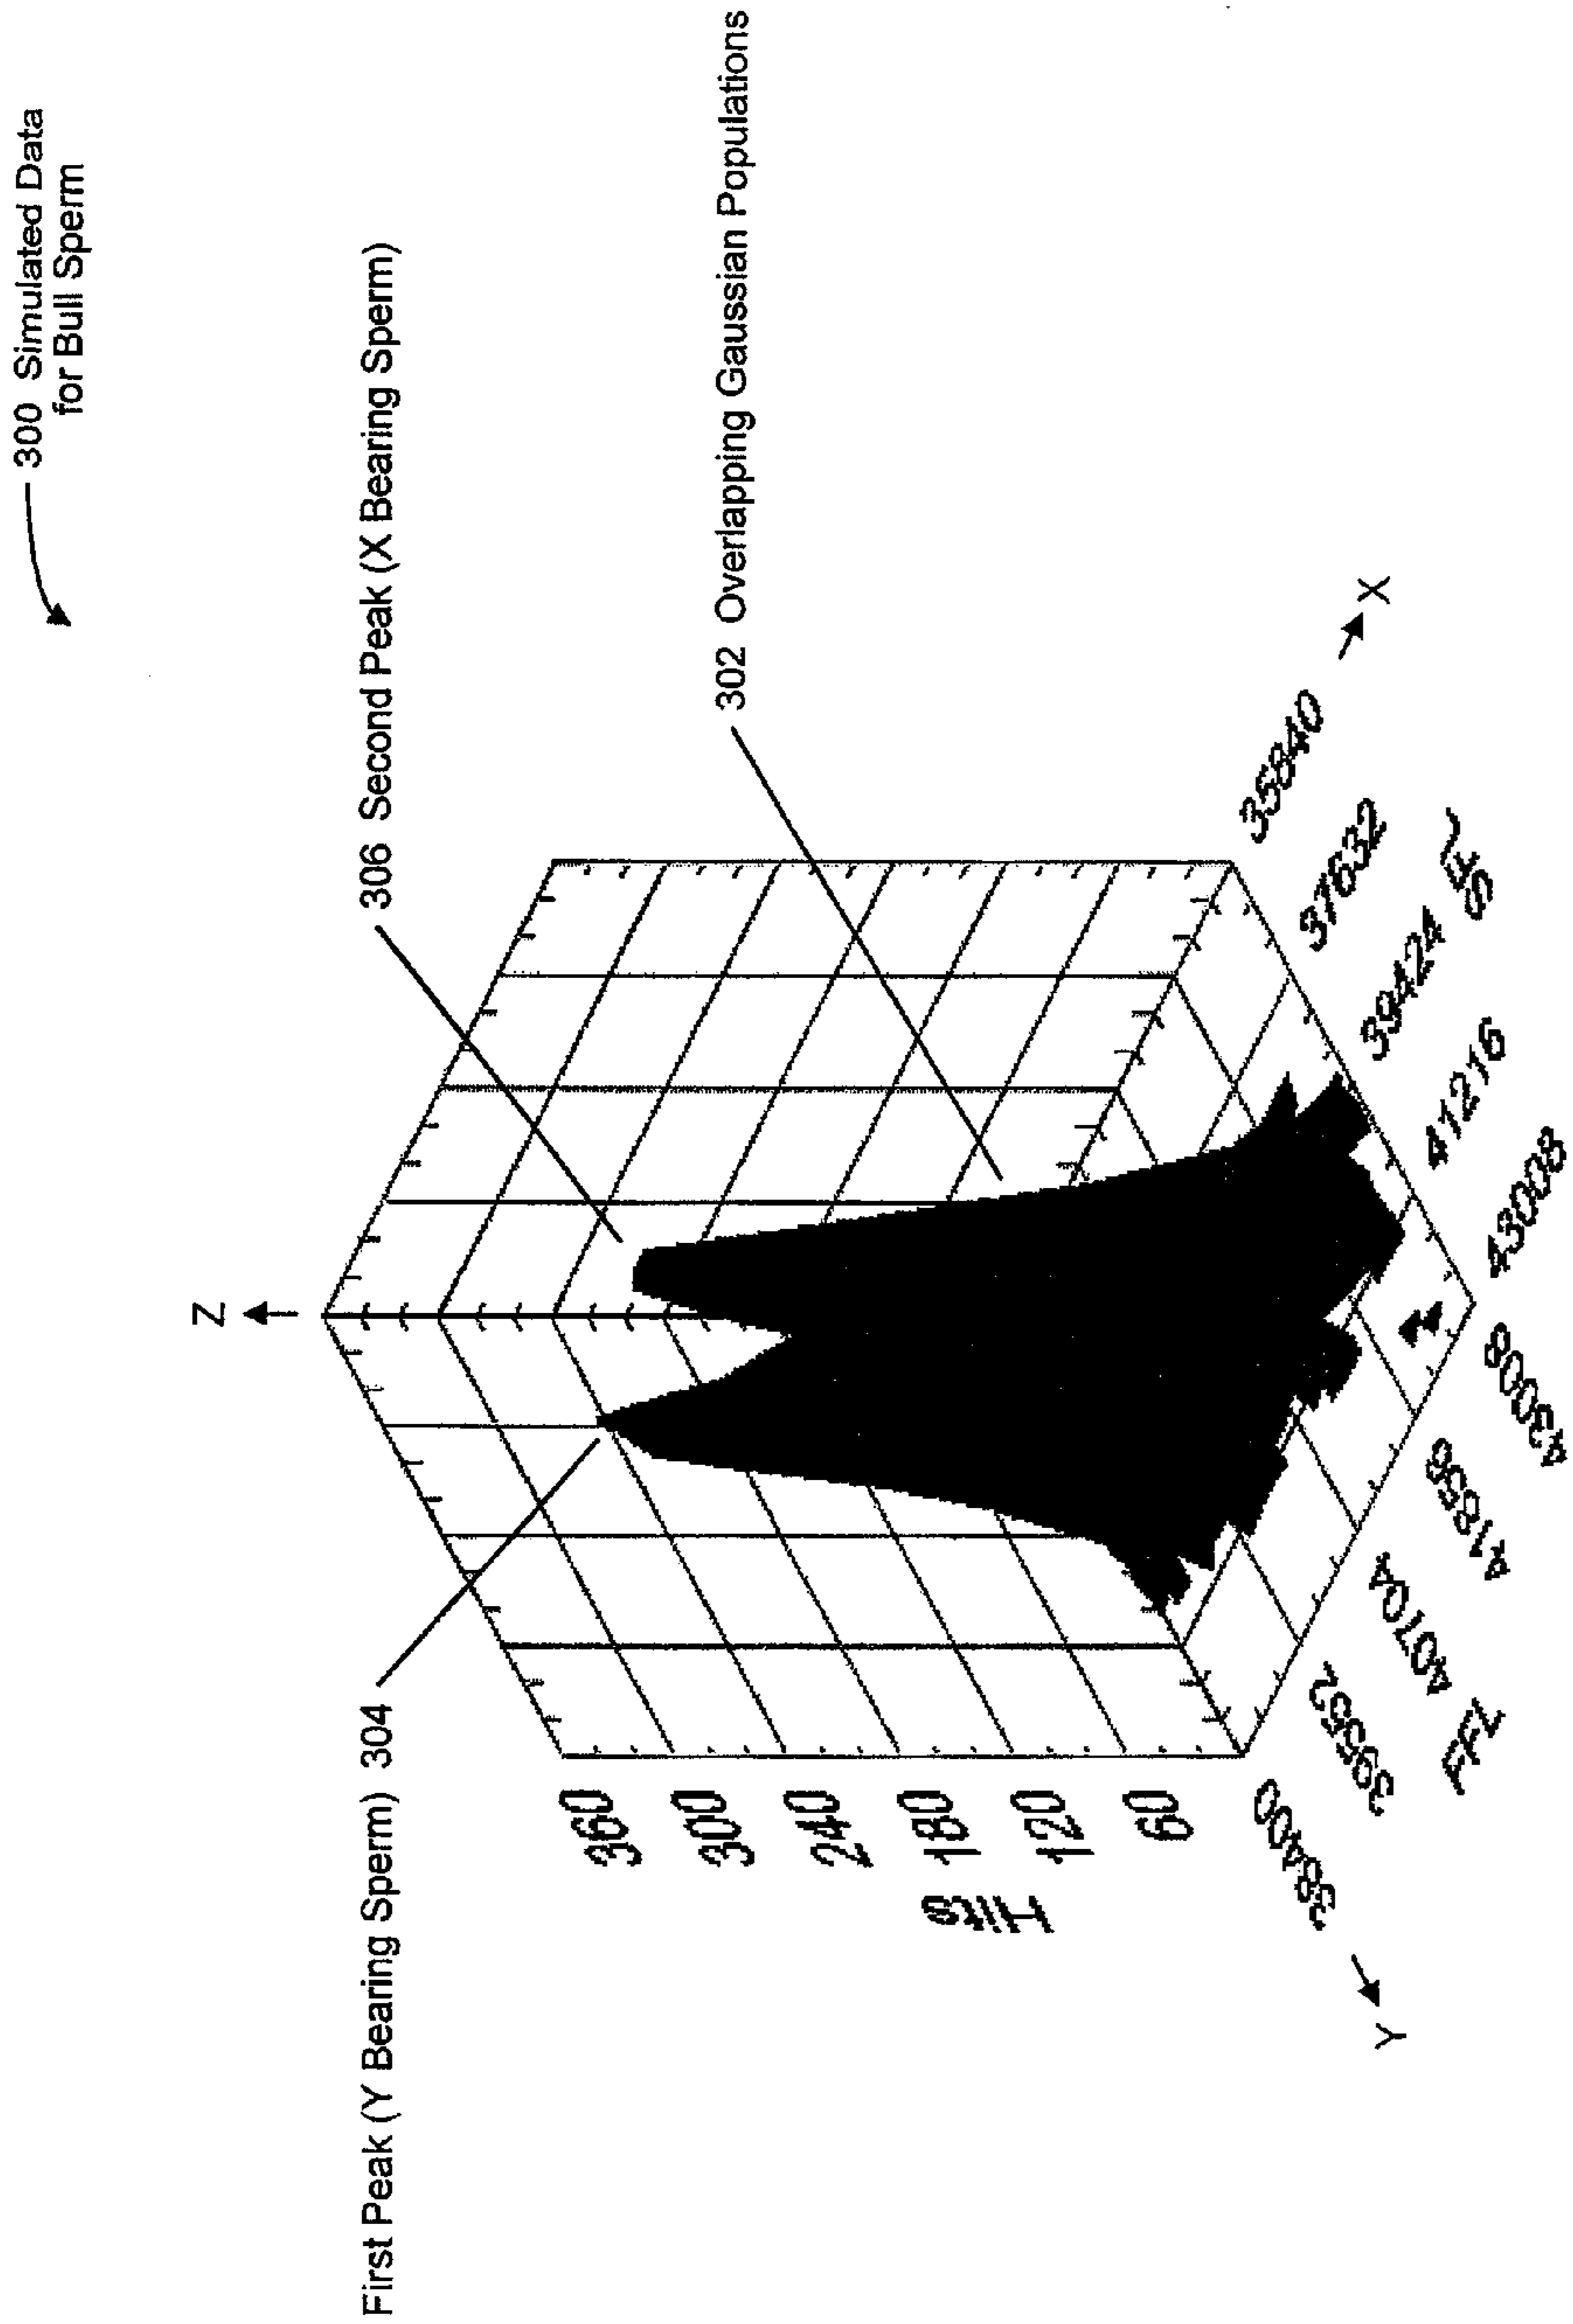 300 Simulated Data
for Bull Sperm
Z
First Peak (Y Bearing Sperm) 304
306 Second Peak (X Bearing Sperm)
302 Overlapping Gaussian Populations
Hits
360
300
240
180
120
60
38400
39552
40704
41856
43008
43008
41216
39424
37632
35840
Y
X